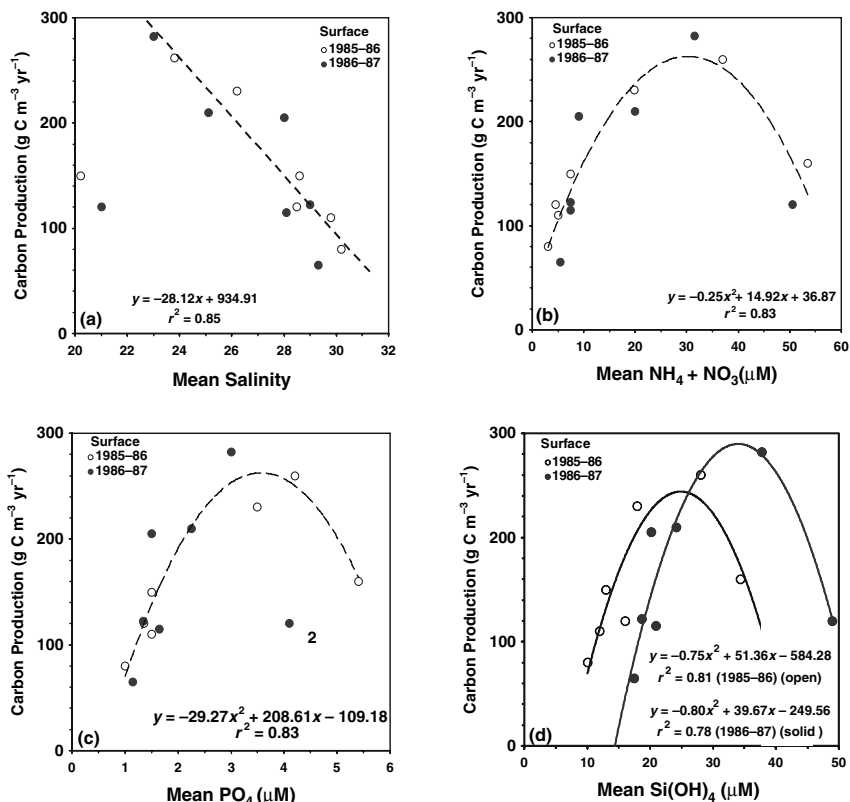 300
250
200
150
100
50
0
Carbon Production (g C m⁻³ yr⁻¹)
Surface
1985–86
1986–87
y = −28.12x + 934.91
r² = 0.85
(a)
20 22 24 26 28 30 32
Mean Salinity
300
200
100
0
Carbon Production (g C m⁻³ yr⁻¹)
Surface
1985–86
1986–87
y = −0.25x² + 14.92x + 36.87
r² = 0.83
(b)
0 10 20 30 40 50 60
Mean NH₄ + NO₃(μM)
300
200
100
0
Carbon Production (g C m⁻³ yr⁻¹)
Surface
1985–86
1986–87
2
y = −29.27x² + 208.61x − 109.18
r² = 0.83
(c)
0 1 2 3 4 5 6
Mean PO₄ (μM)
300
200
100
0
Carbon Production (g C m⁻³ yr⁻¹)
Surface
1985–86
1986–87
y = −0.75x² + 51.36x − 584.28
r² = 0.81 (1985–86) (open)
y = −0.80x² + 39.67x − 249.56
r² = 0.78 (1986–87) (solid )
(d)
0 10 20 30 40 50
Mean Si(OH)₄ (μM)